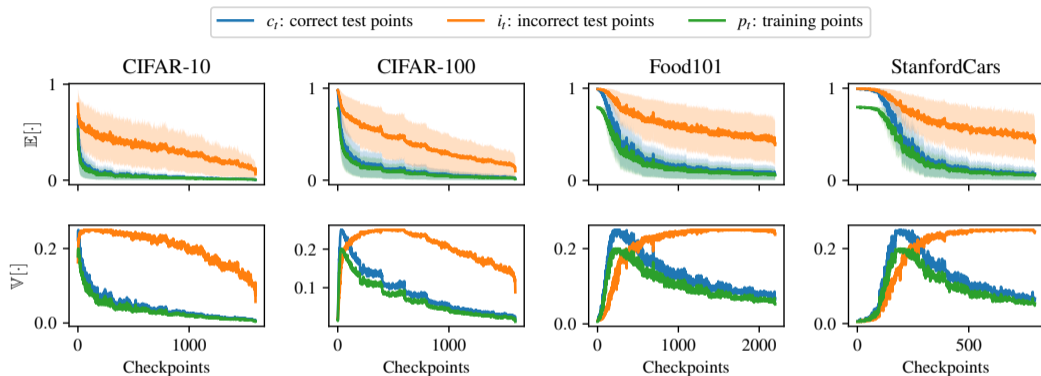 c_t: correct test points i_t: incorrect test points p_t: training points
CIFAR-10 CIFAR-100 Food101 StanfordCars
𝔼[·]
1 1 1 1
0 0 0 0
𝕍[·]
0.2 0.2 0.2 0.2
0.1
0.0 0.0 0.0
0 1000 0 1000 0 1000 2000 0 500
Checkpoints Checkpoints Checkpoints Checkpoints